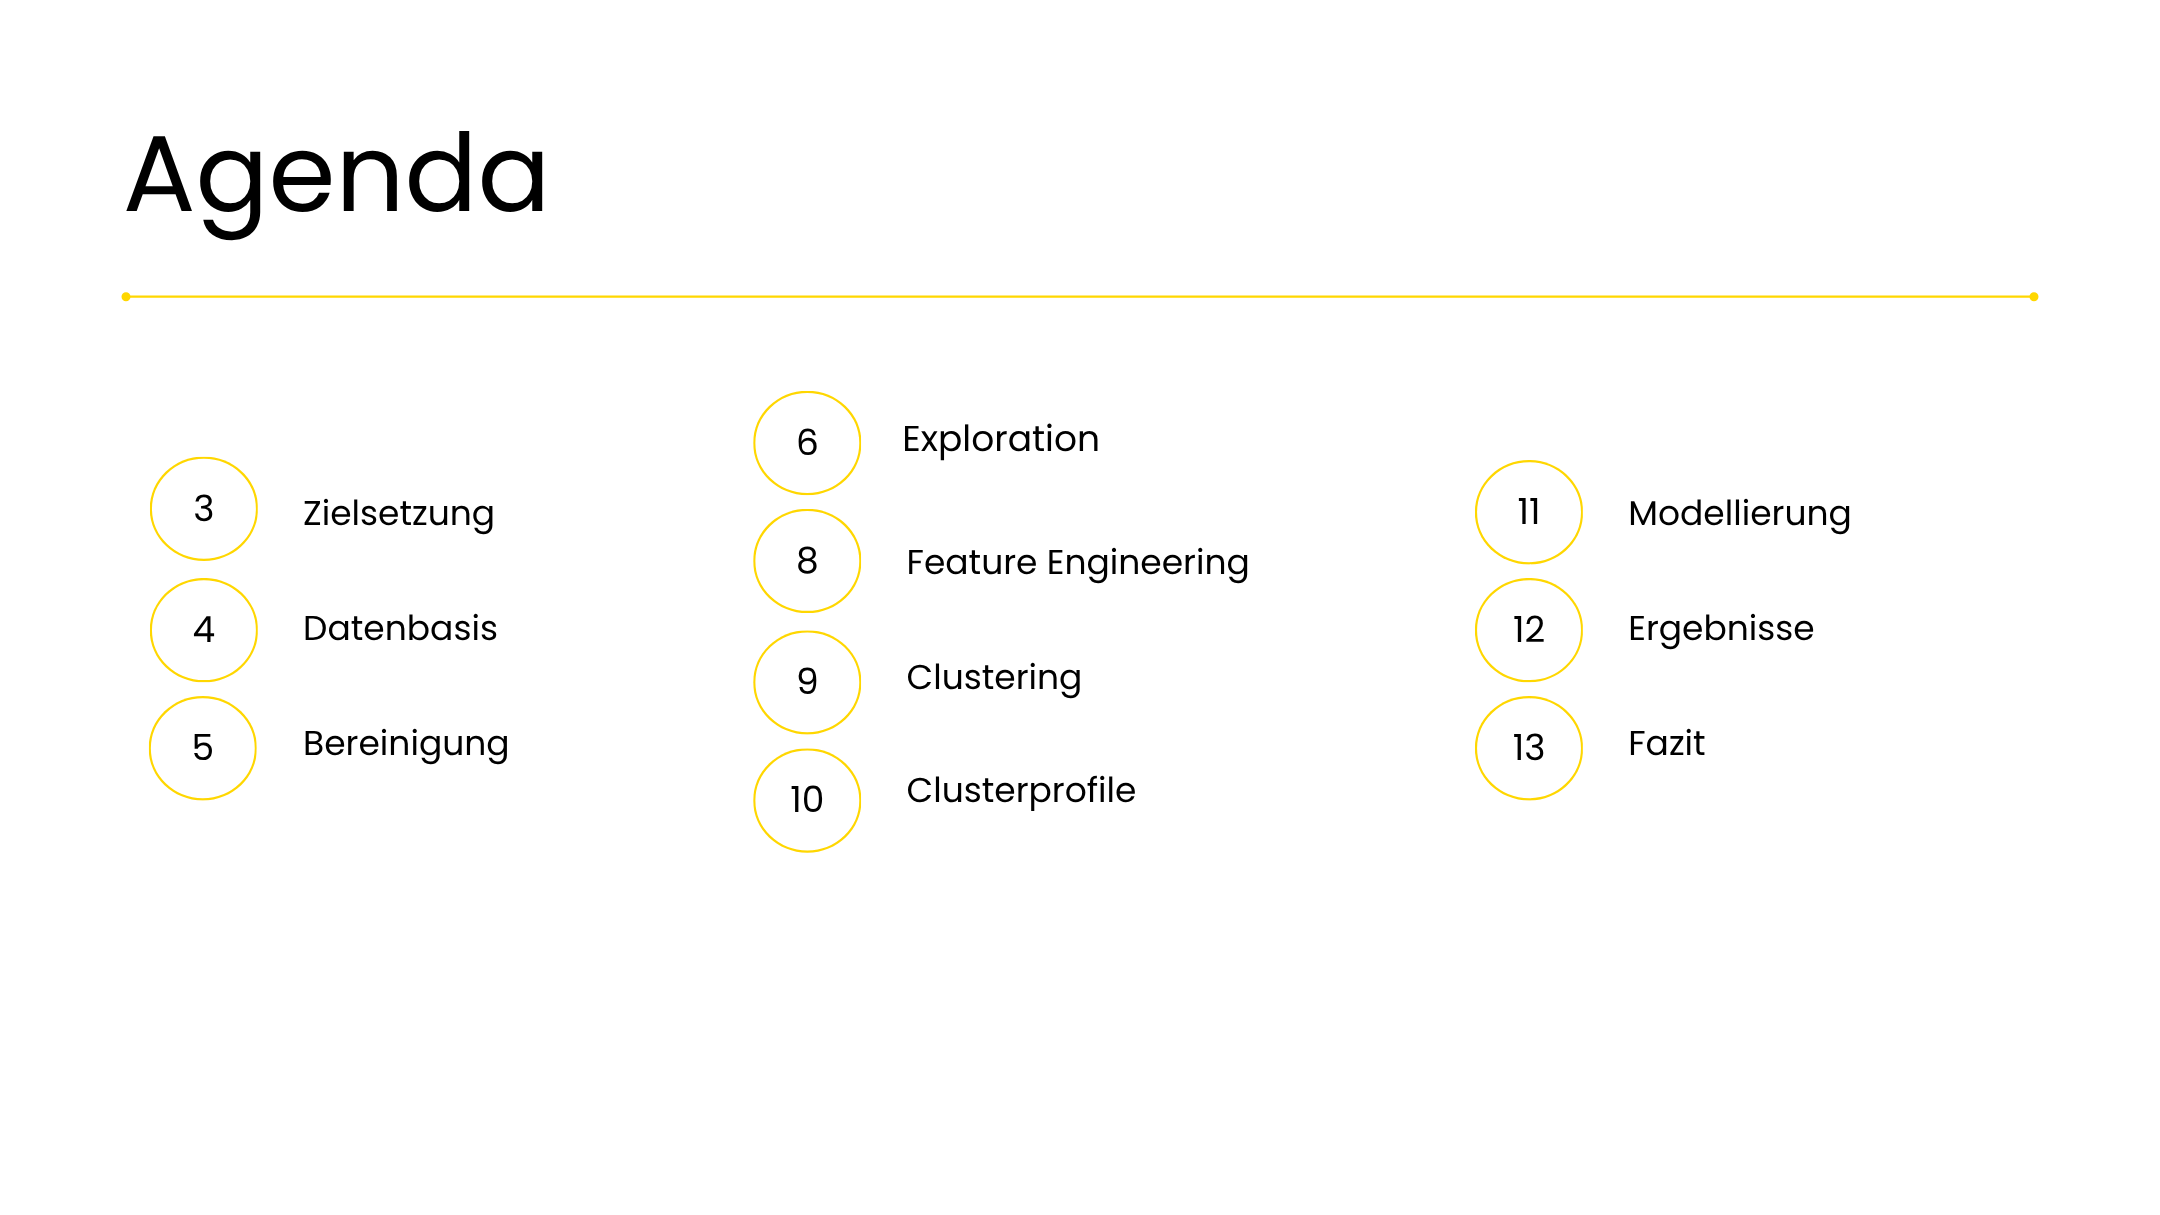 Agenda
3 Zielsetzung
4 Datenbasis
5 Bereinigung
6 Exploration
8 Feature Engineering
9 Clustering
10 Clusterprofile
11 Modellierung
12 Ergebnisse
13 Fazit